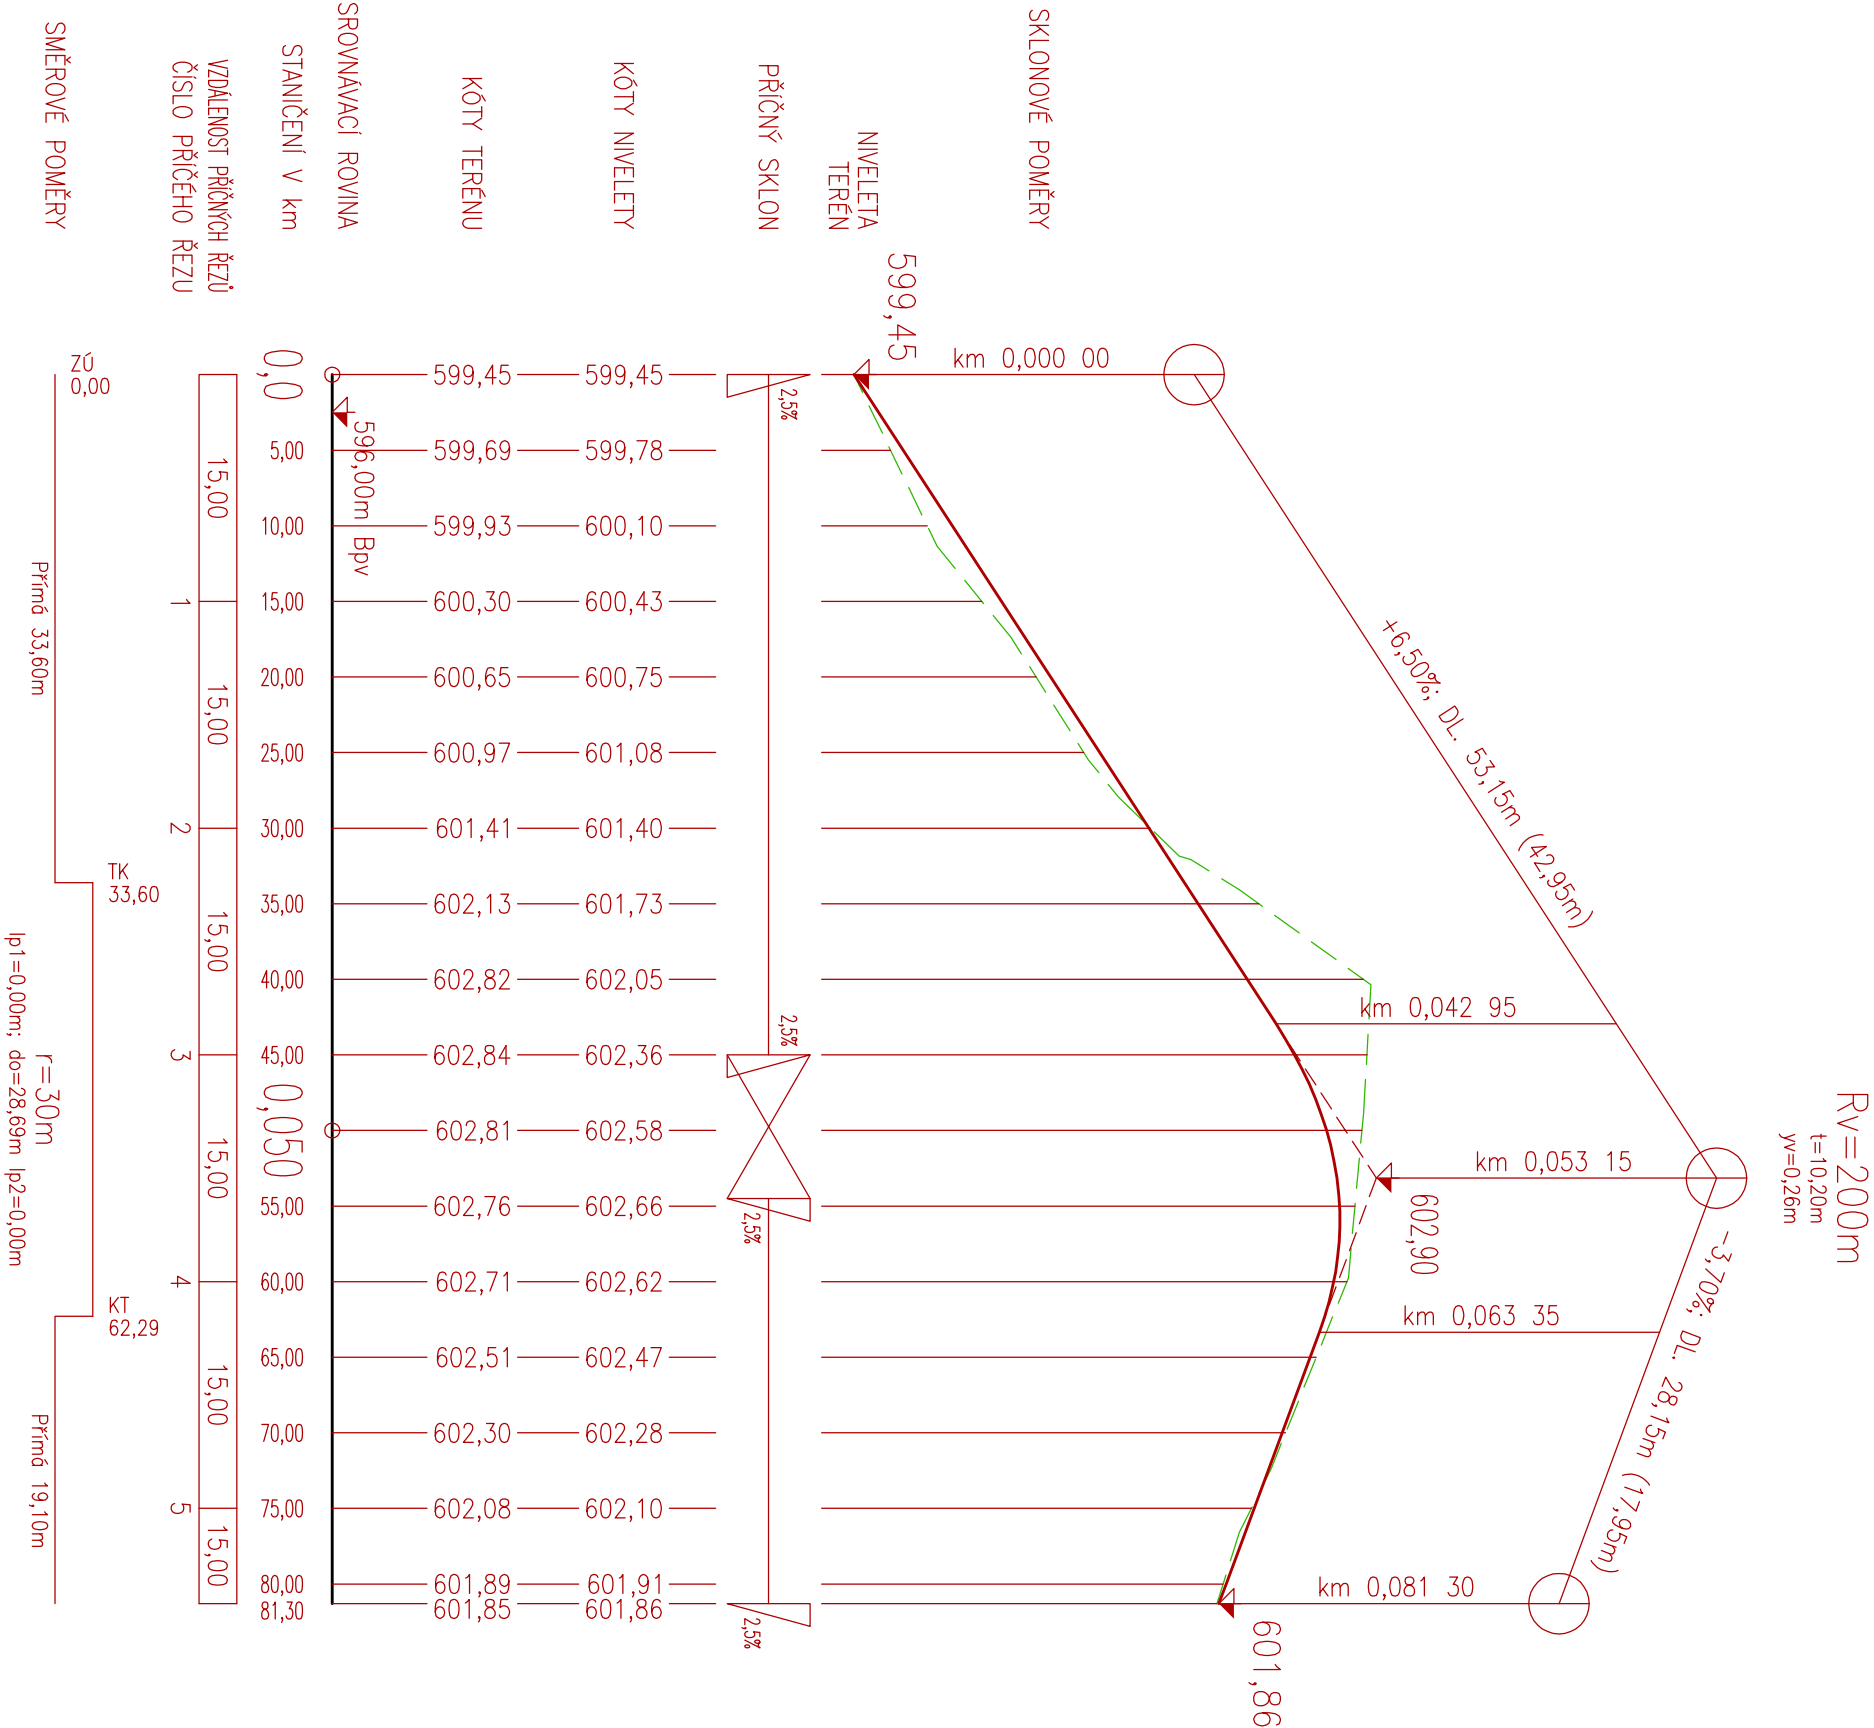 SKLONOVÉ POMĚRY
NIVELETA
TERÉN
PŘÍČNÝ SKLON
KÓTY NIVELETY
KÓTY TERÉNU
SROVNÁVACÍ ROVINA
STANIČENÍ V km
VZDÁLENOST PŘÍČNÝCH ŘEZŮ
ČÍSLO PŘÍČÉHO ŘEZU
SMĚROVÉ POMĚRY
Rv=200m
t=10,20m
yv=0,26m
+6,50%; DL. 53,15m (42,95m)
-3,70%; DL. 28,15m (17,95m)
km 0,000 00
km 0,042 95
km 0,053 15
km 0,063 35
km 0,081 30
599,45
602,90
601,86
2,5%
2,5%
2,5%
2,5%
599,45
599,78
600,10
600,43
600,75
601,08
601,40
601,73
602,05
602,36
602,58
602,66
602,62
602,47
602,28
602,10
601,91
601,86
599,45
599,69
599,93
600,30
600,65
600,97
601,41
602,13
602,82
602,84
602,81
602,76
602,71
602,51
602,30
602,08
601,89
601,85
596,00m Bpv
0,0
5,00
10,00
15,00
20,00
25,00
30,00
35,00
40,00
45,00
0,050
55,00
60,00
65,00
70,00
75,00
80,00
81,30
15,00
15,00
15,00
15,00
15,00
15,00
1
2
3
4
5
ZÚ
0,00
TK
33,60
KT
62,29
Přímá 33,60m
r=30m
lp1=0,00m; do=28,69m lp2=0,00m
Přímá 19,10m